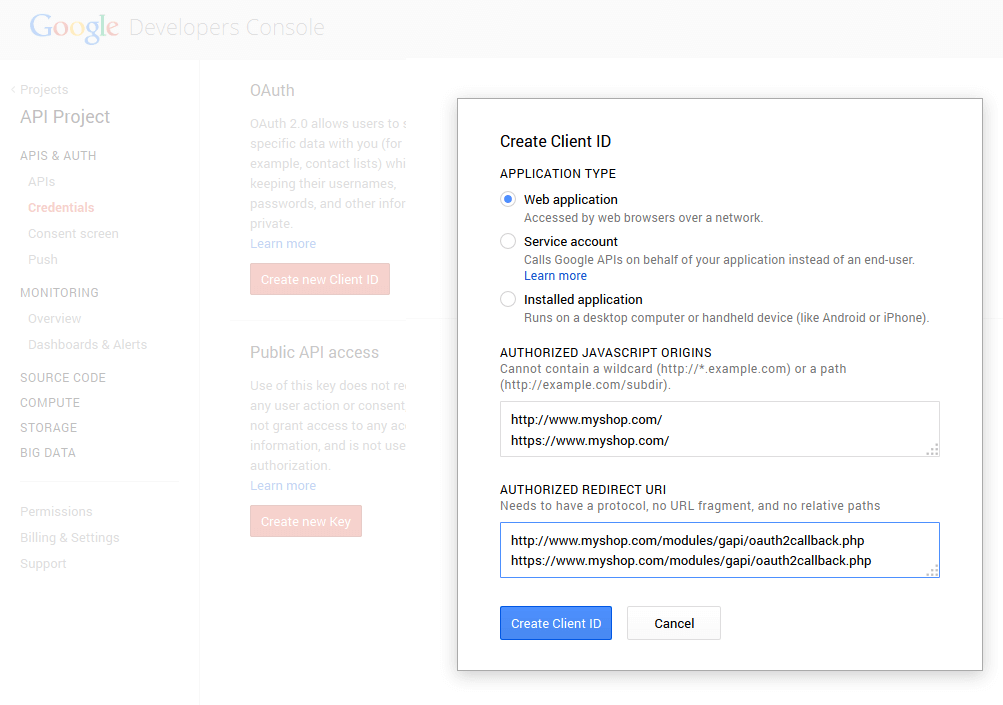 Google Developers Console
‹ Projects
API Project
APIS & AUTH
APIs
Credentials
Consent screen
Push
MONITORING
Overview
Dashboards & Alerts
SOURCE CODE
COMPUTE
STORAGE
BIG DATA
Permissions
Billing & Settings
Support
OAuth
OAuth 2.0 allows users to s
specific data with you (for
example, contact lists) whi
keeping their usernames,
passwords, and other infor
private.
Learn more
Create new Client ID
Public API access
Use of this key does not re
any user action or consent,
not grant access to any ac
information, and is not use
authorization.
Learn more
Create new Key
Create Client ID
APPLICATION TYPE
Web application
Accessed by web browsers over a network.
Service account
Calls Google APIs on behalf of your application instead of an end-user.
Learn more
Installed application
Runs on a desktop computer or handheld device (like Android or iPhone).
AUTHORIZED JAVASCRIPT ORIGINS
Cannot contain a wildcard (http://*.example.com) or a path
(http://example.com/subdir).
http://www.myshop.com/
https://www.myshop.com/
AUTHORIZED REDIRECT URI
Needs to have a protocol, no URL fragment, and no relative paths
http://www.myshop.com/modules/gapi/oauth2callback.php
https://www.myshop.com/modules/gapi/oauth2callback.php
Create Client ID
Cancel